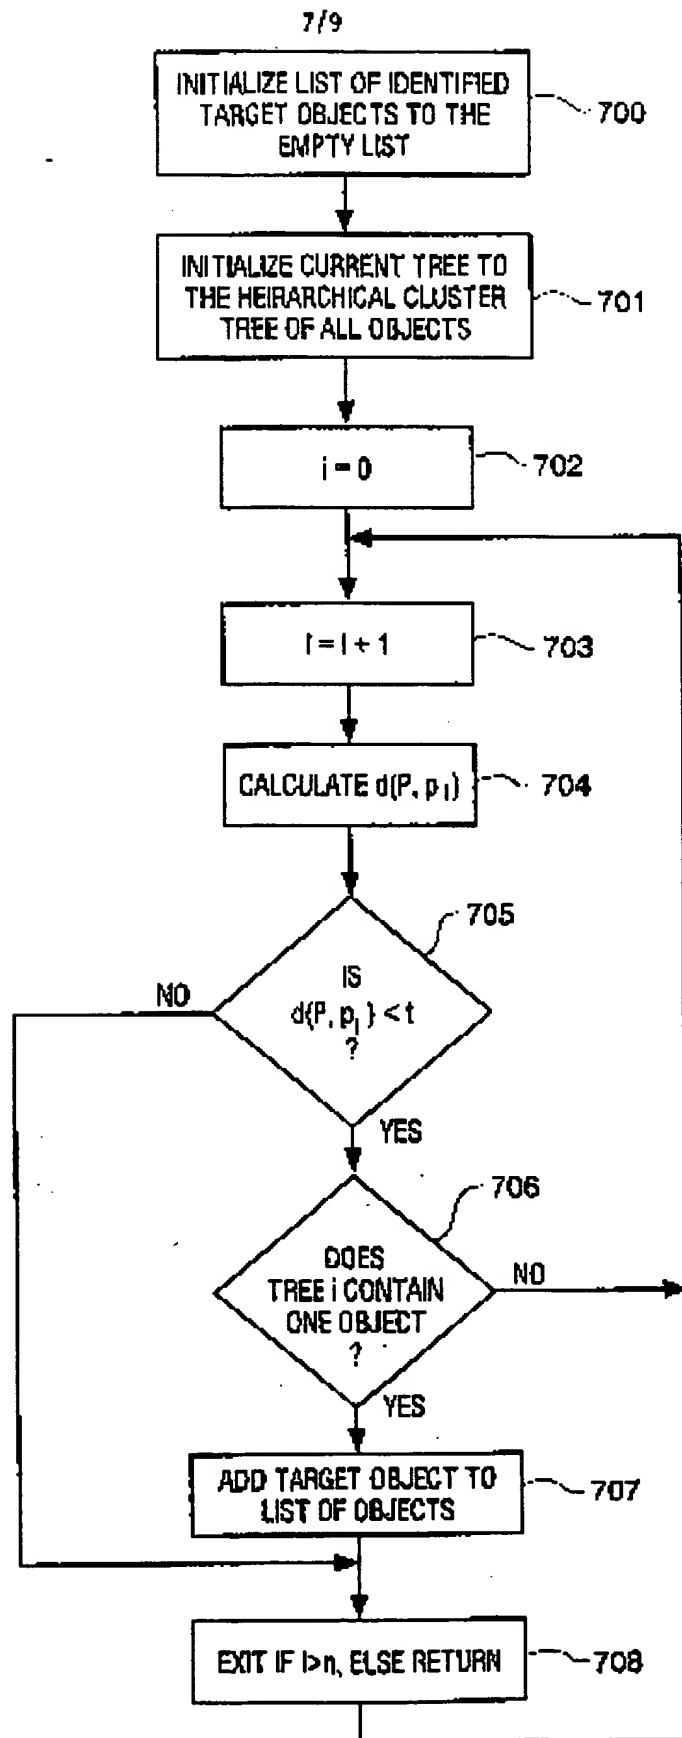 7/9
INITIALIZE LIST OF IDENTIFIED
TARGET OBJECTS TO THE
EMPTY LIST
700
INITIALIZE CURRENT TREE TO
THE HEIRARCHICAL CLUSTER
TREE OF ALL OBJECTS
701
i = 0
702
I = I + 1
703
CALCULATE d(P, p I)
704
705
IS
d(P, p I) < t
?
NO
YES
706
DOES
TREE i CONTAIN
ONE OBJECT
?
NO
YES
ADD TARGET OBJECT TO
LIST OF OBJECTS
707
EXIT IF I>n, ELSE RETURN
708